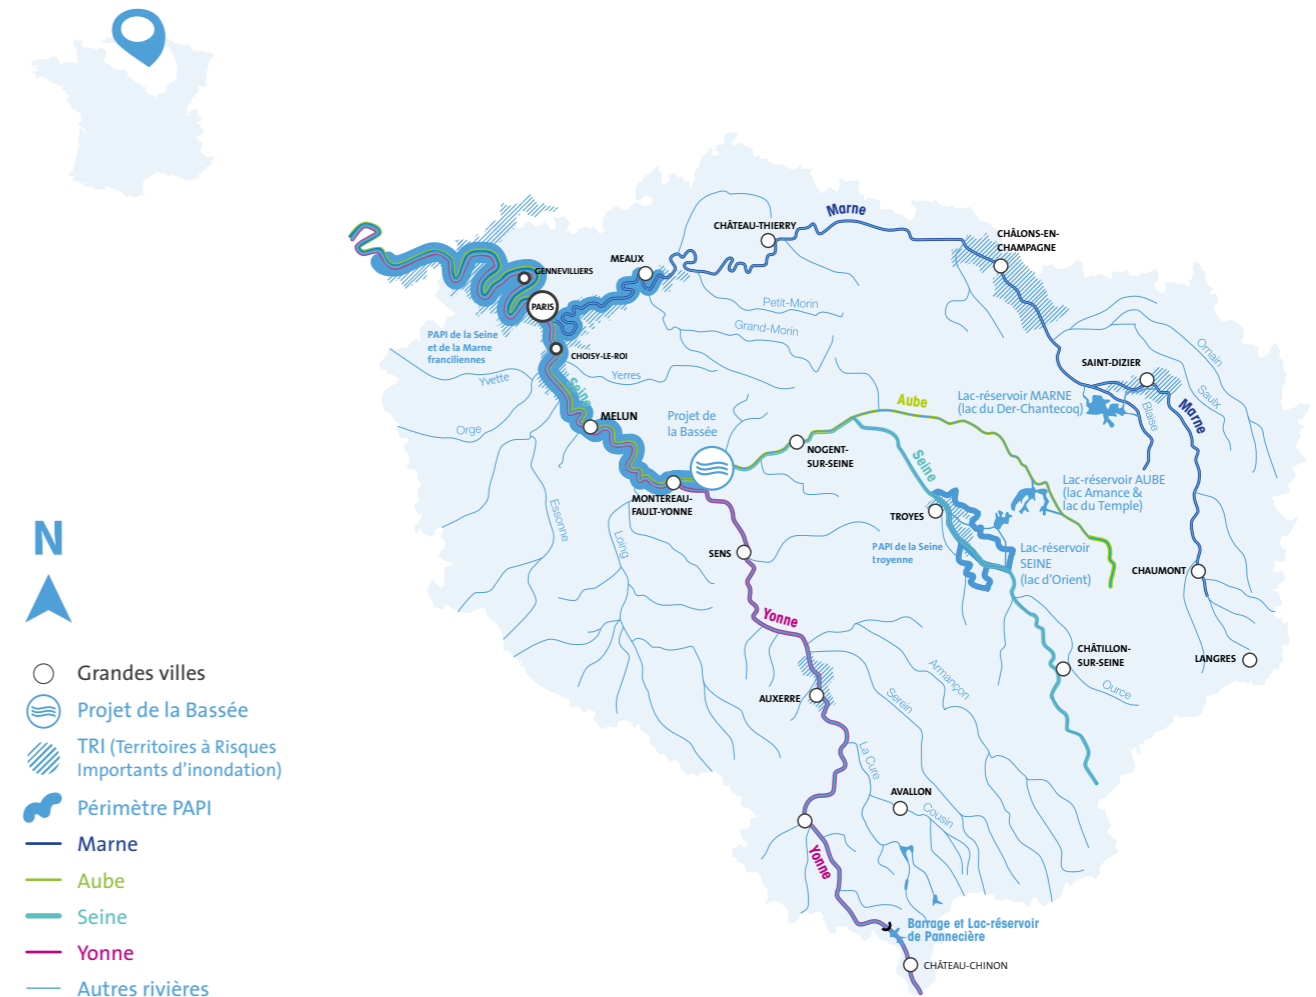 Marne
CHÂTEAU-THIERRY
CHÂLONS-EN-
CHAMPAGNE
MEAUX
GENNEVILLIERS
PARIS
Petit-Morin
Grand-Morin
PAPI de la Seine
et de la Marne
franciliennes
CHOISY-LE-ROI
Ornain
SAINT-DIZIER
Yvette
Yerres
Seine
Saulx
Lac-réservoir MARNE
(lac du Der-Chantecoq)
Aube
Blaise
Marne
MELUN
Projet de
la Bassée
Orge
NOGENT-
SUR-SEINE
Seine
Lac-réservoir AUBE
(lac Amance &
lac du Temple)
MONTEREAU-
FAULT-YONNE
TROYES
Essonne
Loing
SENS
PAPI de la Seine
troyenne
Lac-réservoir
SEINE
(lac d'Orient)
CHAUMONT
N
Yonne
CHÂTILLON-
SUR-SEINE
LANGRES
Armançon
Ource
Serein
AUXERRE
La Cure
AVALLON
Cousin
Yonne
Barrage et Lac-réservoir
de Pannecière
CHÂTEAU-CHINON
Grandes villes
Projet de la Bassée
TRI (Territoires à Risques
Importants d'inondation)
Périmètre PAPI
Marne
Aube
Seine
Yonne
Autres rivières